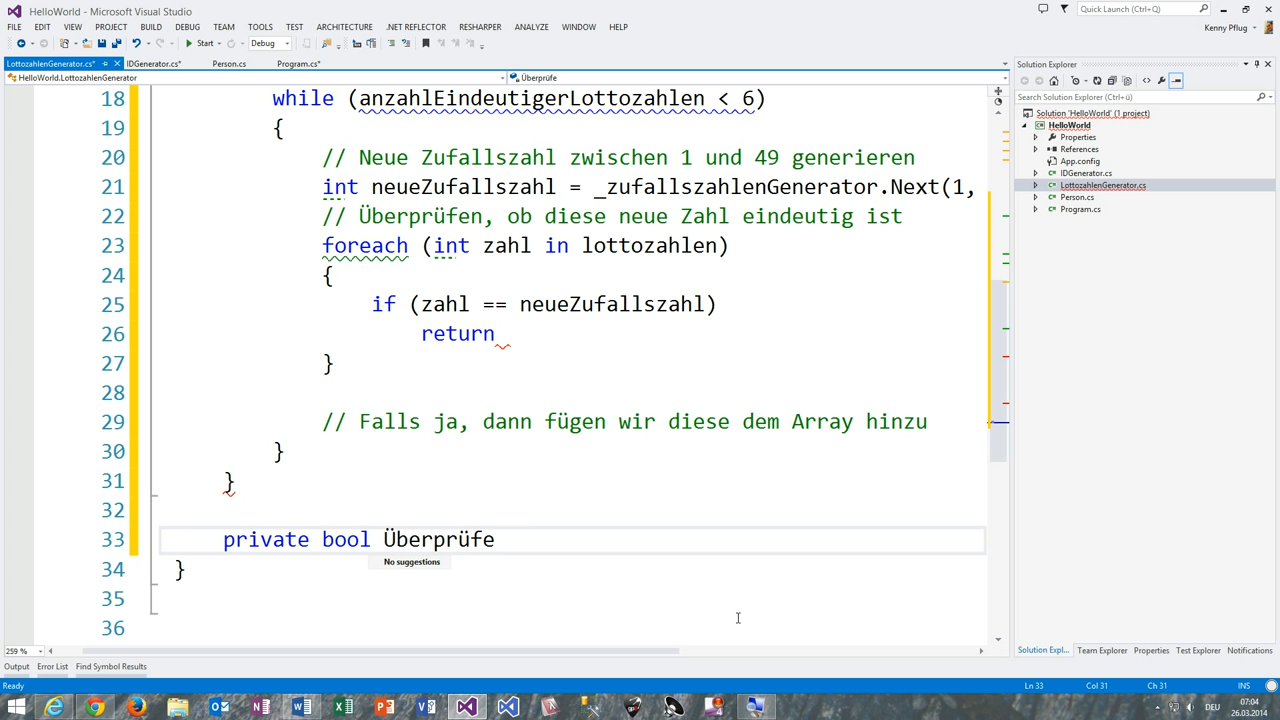 HelloWorld - Microsoft Visual Studio
Quick Launch (Ctrl+Q)
FILE EDIT VIEW PROJECT BUILD DEBUG TEAM TOOLS TEST ARCHITECTURE .NET REFLECTOR RESHARPER ANALYZE WINDOW HELP
Kenny Pflug
Start Debug
LottozahlenGenerator.cs* IDGenerator.cs* Person.cs Program.cs*
HelloWorld.LottozahlenGenerator Überprüfe
18 while (anzahlEindeutigerLottozahlen < 6)
19 {
20 // Neue Zufallszahl zwischen 1 und 49 generieren
21 int neueZufallszahl = _zufallszahlenGenerator.Next(1,
22 // Überprüfen, ob diese neue Zahl eindeutig ist
23 foreach (int zahl in lottozahlen)
24 {
25 if (zahl == neueZufallszahl)
26 return
27 }
28
29 // Falls ja, dann fügen wir diese dem Array hinzu
30 }
31 }
32
33 private bool Überprüfe
No suggestions
34 }
35
36
259 %
Solution Explorer
Search Solution Explorer (Ctrl+ü)
Solution 'HelloWorld' (1 project)
HelloWorld
Properties
References
App.config
IDGenerator.cs
LottozahlenGenerator.cs
Person.cs
Program.cs
Solution Expl... Team Explorer Properties Test Explorer Notifications
Output Error List Find Symbol Results
Ready Ln 33 Col 31 Ch 31 INS
DEU
07:04
26.03.2014